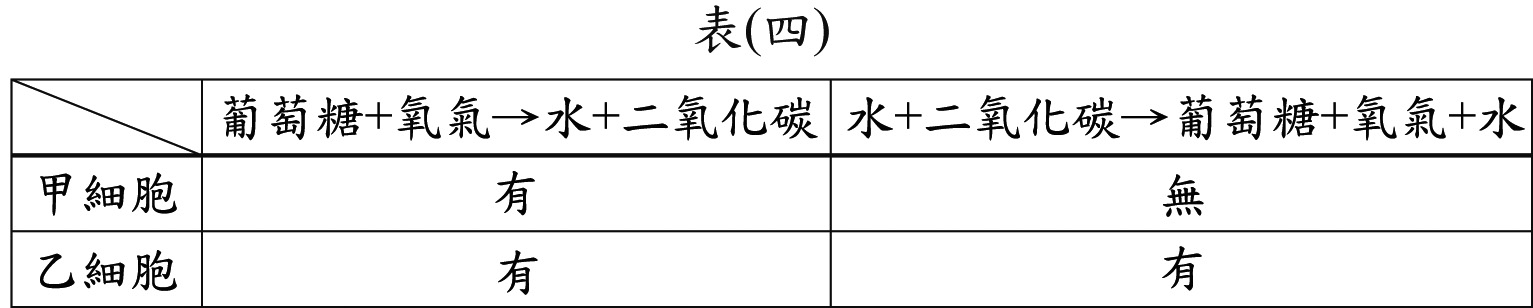 表(四)
葡萄糖+氧氣→水+二氧化碳 水+二氧化碳→葡萄糖+氧氣+水
甲細胞 有 無
乙細胞 有 有